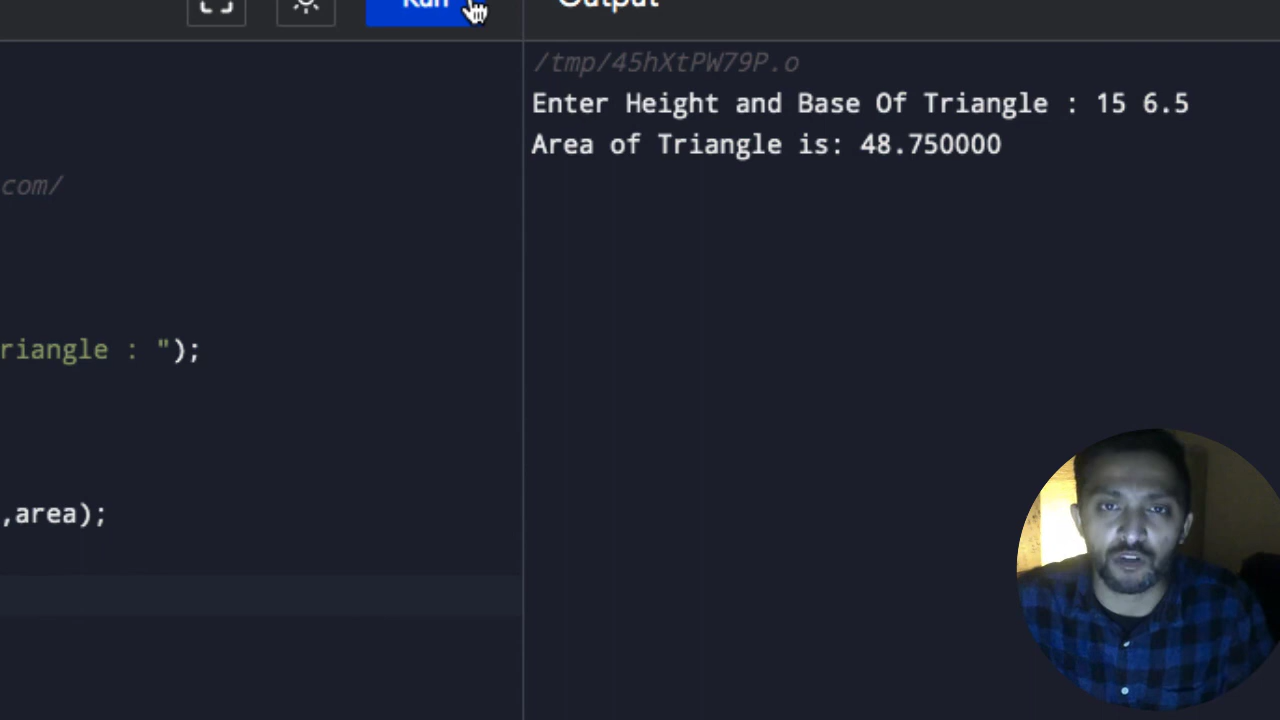 Run
Output
/tmp/45hXtPW79P.o
Enter Height and Base Of Triangle : 15 6.5
Area of Triangle is: 48.750000
com/
riangle : ");
,area);